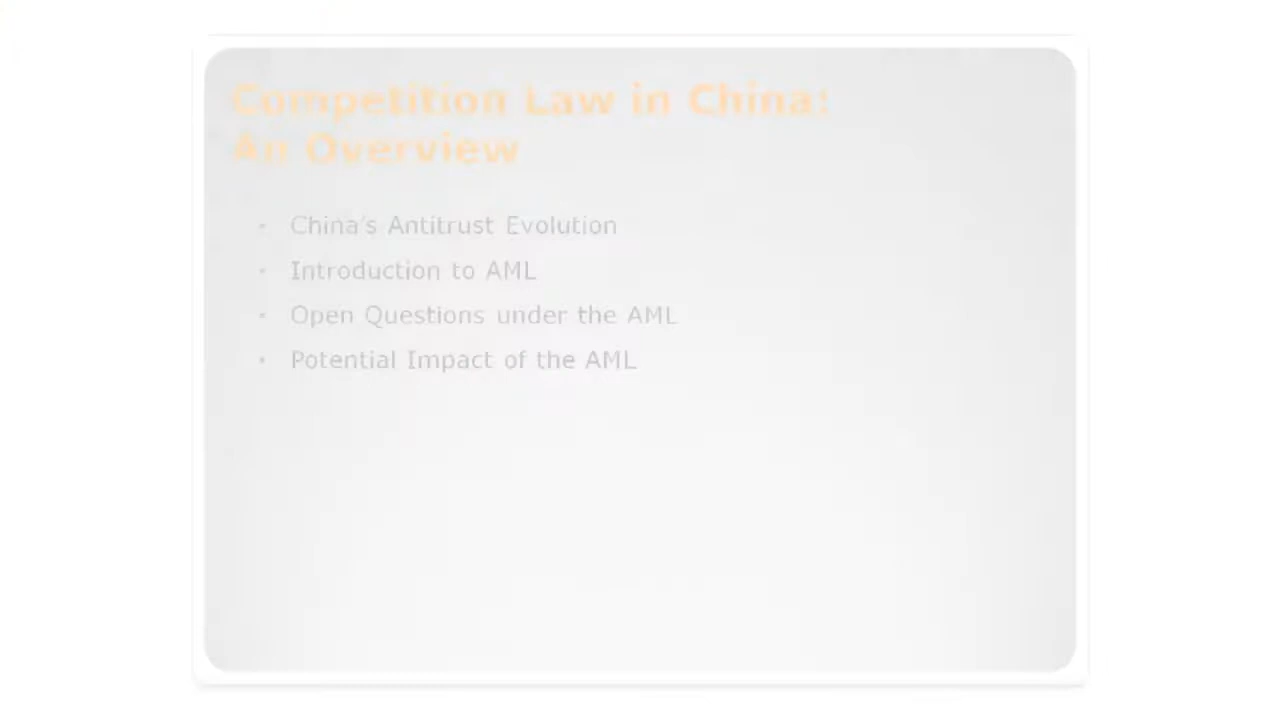 Competition Law in China:
An Overview
• China's Antitrust Evolution
• Introduction to AML
• Open Questions under the AML
• Potential Impact of the AML